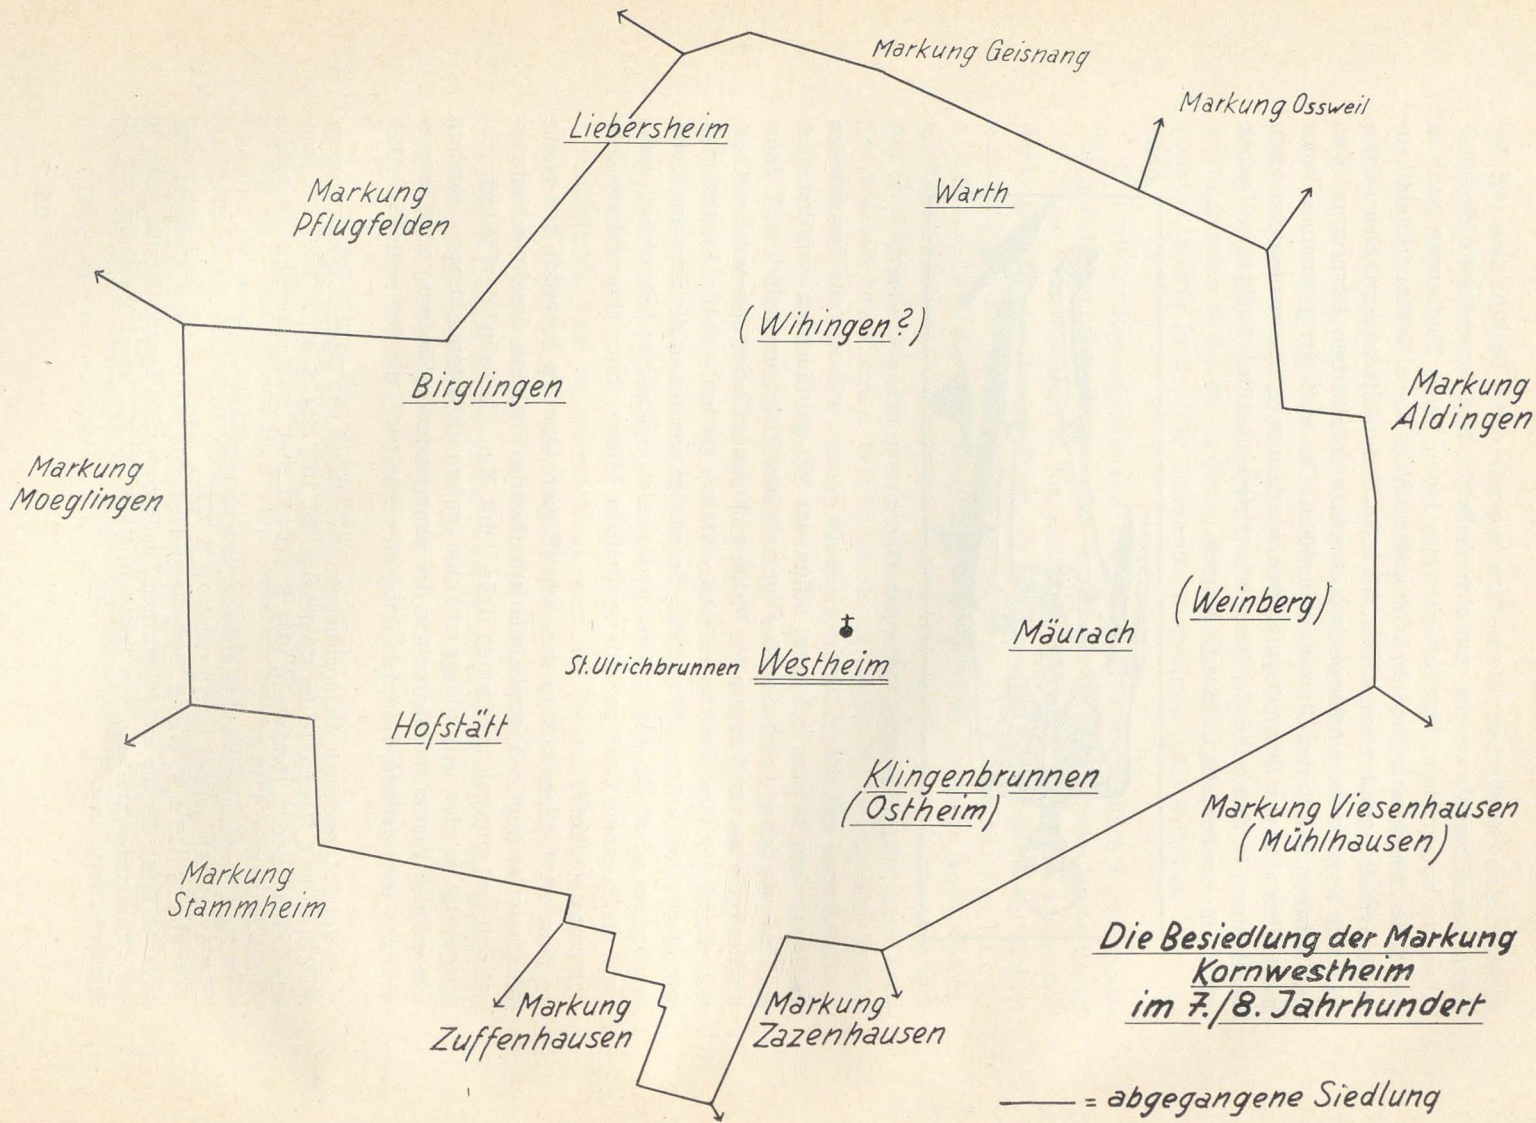 Markung Geisnang
Markung Ossweil
Liebersheim
Markung
Pflugfelden
Warth
(Wihingen?)
Birglingen
Markung
Aldingen
Markung
Moeglingen
(Weinberg)
Mäurach
St. Ulrichbrunnen Westheim
Hofstätt
Klingenbrunnen
(Ostheim)
Markung Viesenhausen
(Mühlhausen)
Markung
Stammheim
Markung
Zuffenhausen
Markung
Zazenhausen
Die Besiedlung der Markung
Kornwestheim
im 7./8. Jahrhundert
= abgegangene Siedlung